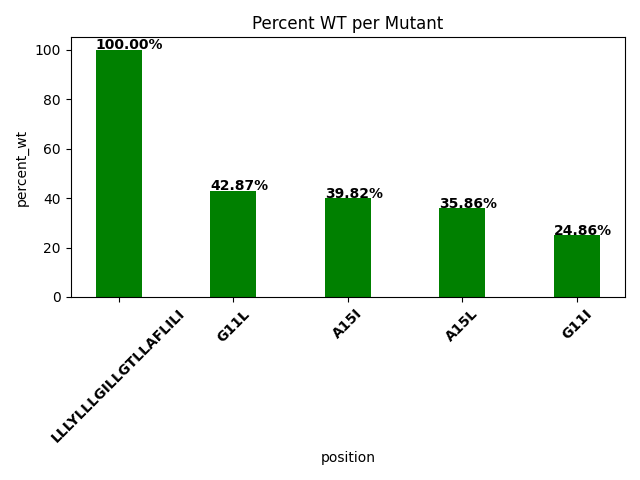 Percent WT per Mutant
percent_wt
100
80
60
40
20
0
100.00%
42.87%
39.82%
35.86%
24.86%
LLLYLLLGILLGTLLAFLILI
G11L
A15I
A15L
G11I
position